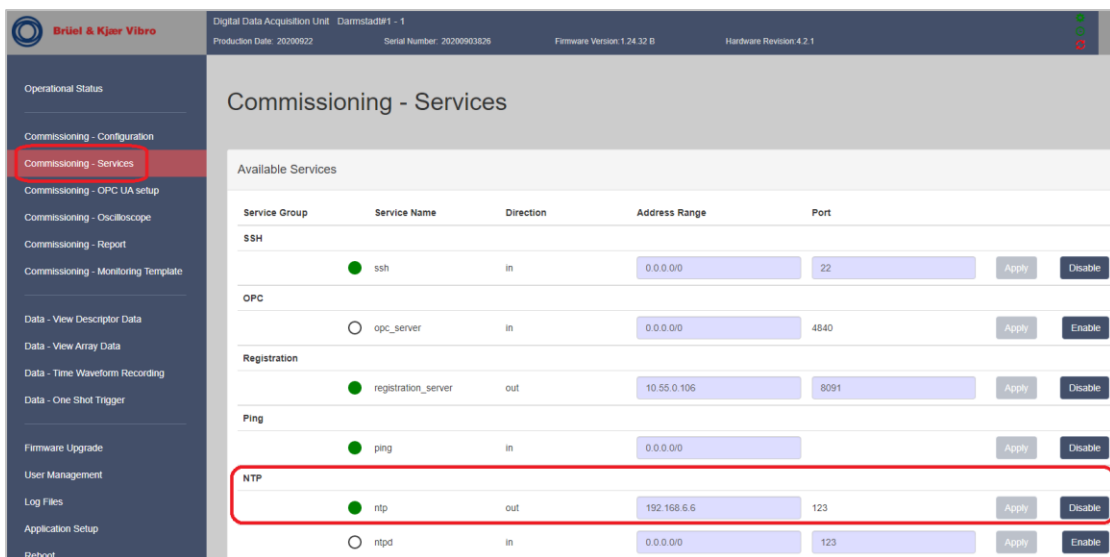 Brüel & Kjær Vibro
Digital Data Acquisition Unit Darmstadt#1 - 1
Production Date: 20200922 Serial Number: 20200903826 Firmware Version:1.24.32 B Hardware Revision:4.2.1
Operational Status
Commissioning - Configuration
Commissioning - Services
Commissioning - OPC UA setup
Commissioning - Oscilloscope
Commissioning - Report
Commissioning - Monitoring Template
Data - View Descriptor Data
Data - View Array Data
Data - Time Waveform Recording
Data - One Shot Trigger
Firmware Upgrade
User Management
Log Files
Application Setup
Reboot
Commissioning - Services
Available Services
Service Group Service Name Direction Address Range Port
SSH
ssh in 0.0.0.0/0 22 Apply Disable
OPC
opc_server in 0.0.0.0/0 4840 Apply Enable
Registration
registration_server out 10.55.0.106 8091 Apply Disable
Ping
ping in 0.0.0.0/0 Apply Disable
NTP
ntp out 192.168.6.6 123 Apply Disable
ntpd in 0.0.0.0/0 123 Apply Enable